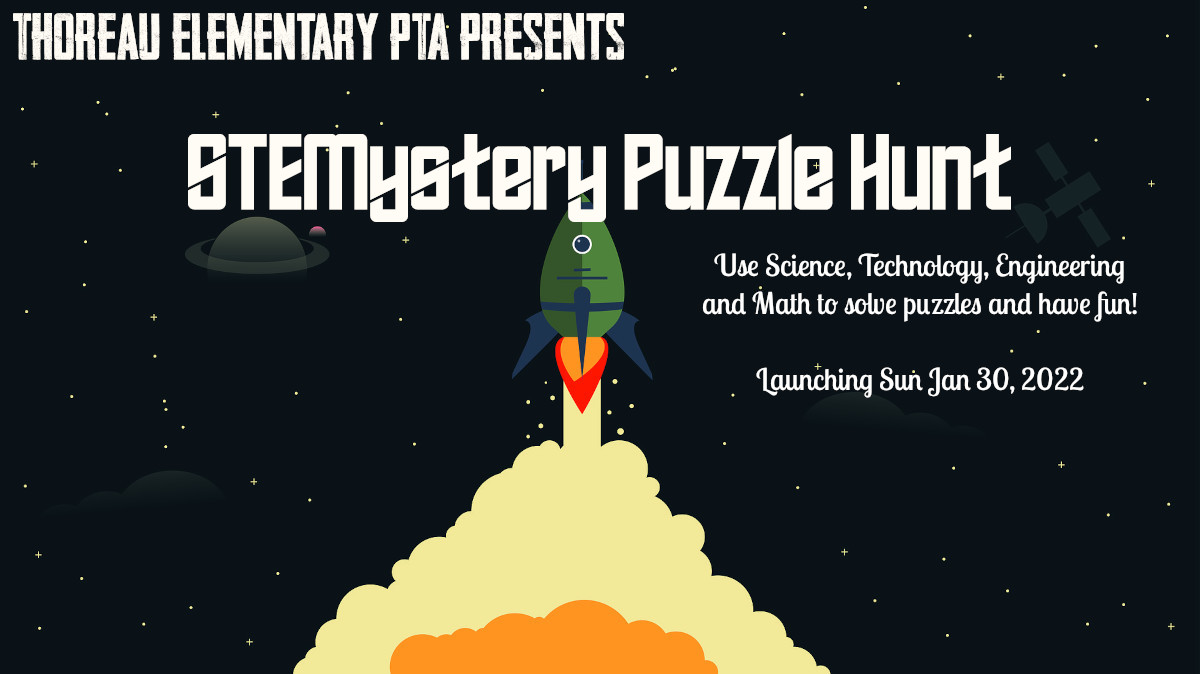 THOREAU ELEMENTARY PTA PRESENTS
STEMystery Puzzle Hunt
Use Science, Technology, Engineering
and Math to solve puzzles and have fun!
Launching Sun Jan 30, 2022